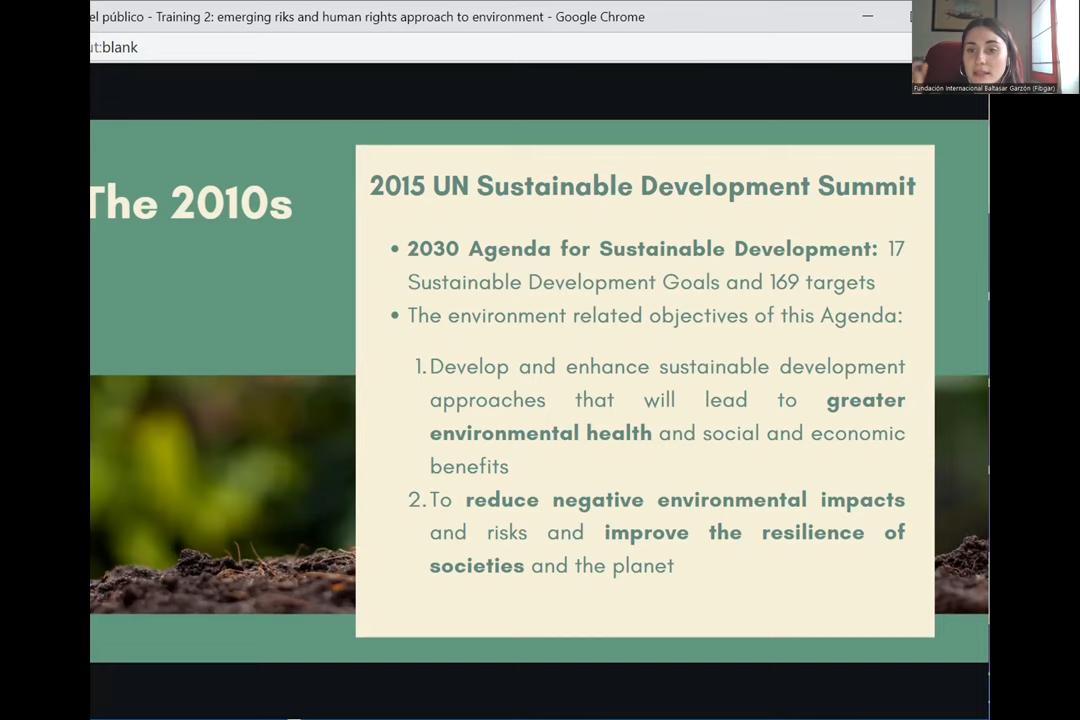 el público - Training 2: emerging riks and human rights approach to environment - Google Chrome
ut:blank
Fundación Internacional Baltasar Garzón (Fibgar)
The 2010s
2015 UN Sustainable Development Summit
• 2030 Agenda for Sustainable Development: 17
Sustainable Development Goals and 169 targets
• The environment related objectives of this Agenda:
1. Develop and enhance sustainable development
approaches that will lead to greater
environmental health and social and economic
benefits
2. To reduce negative environmental impacts
and risks and improve the resilience of
societies and the planet